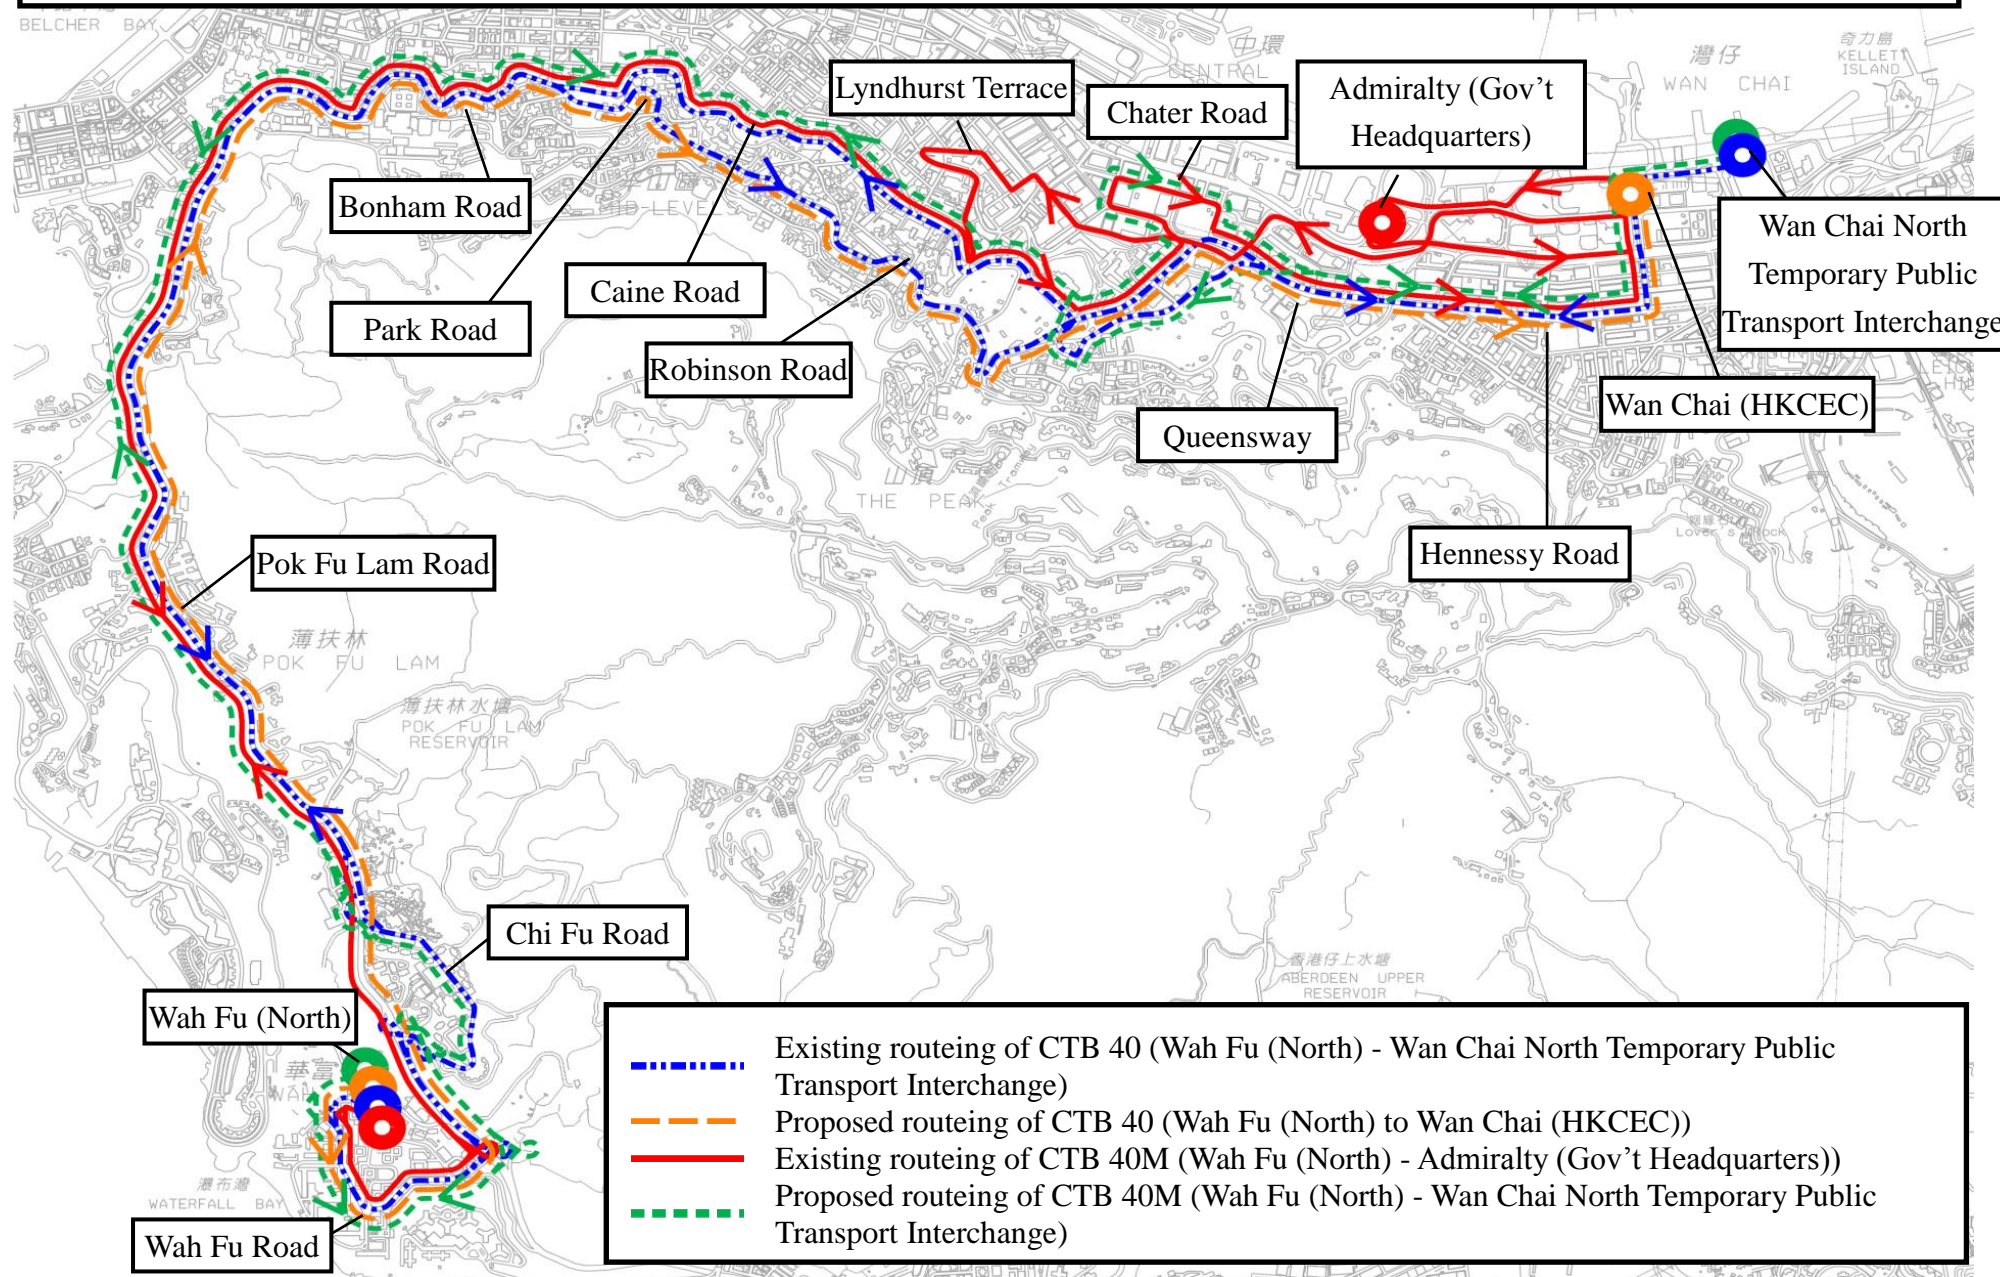 BELCHER BAY
中環
CENTRAL
灣仔
WAN CHAI
奇力島
KELLETT
ISLAND
Lyndhurst Terrace
Chater Road
Admiralty (Gov't
Headquarters)
Bonham Road
MID-LEVELS
Wan Chai North
Temporary Public
Transport Interchange
Caine Road
Park Road
Robinson Road
Wan Chai (HKCEC)
Queensway
山頂
THE PEAK
Hennessy Road
Lover's Rock
Pok Fu Lam Road
薄扶林
POK FU LAM
薄扶林水塘
POK FU LAM
RESERVOIR
Chi Fu Road
香港仔上水塘
ABERDEEN UPPER
RESERVOIR
Wah Fu (North)
華富
WAH
瀑布灣
WATERFALL BAY
Wah Fu Road
Existing routeing of CTB 40 (Wah Fu (North) - Wan Chai North Temporary Public
Transport Interchange)
Proposed routeing of CTB 40 (Wah Fu (North) to Wan Chai (HKCEC))
Existing routeing of CTB 40M (Wah Fu (North) - Admiralty (Gov't Headquarters))
Proposed routeing of CTB 40M (Wah Fu (North) - Wan Chai North Temporary Public
Transport Interchange)